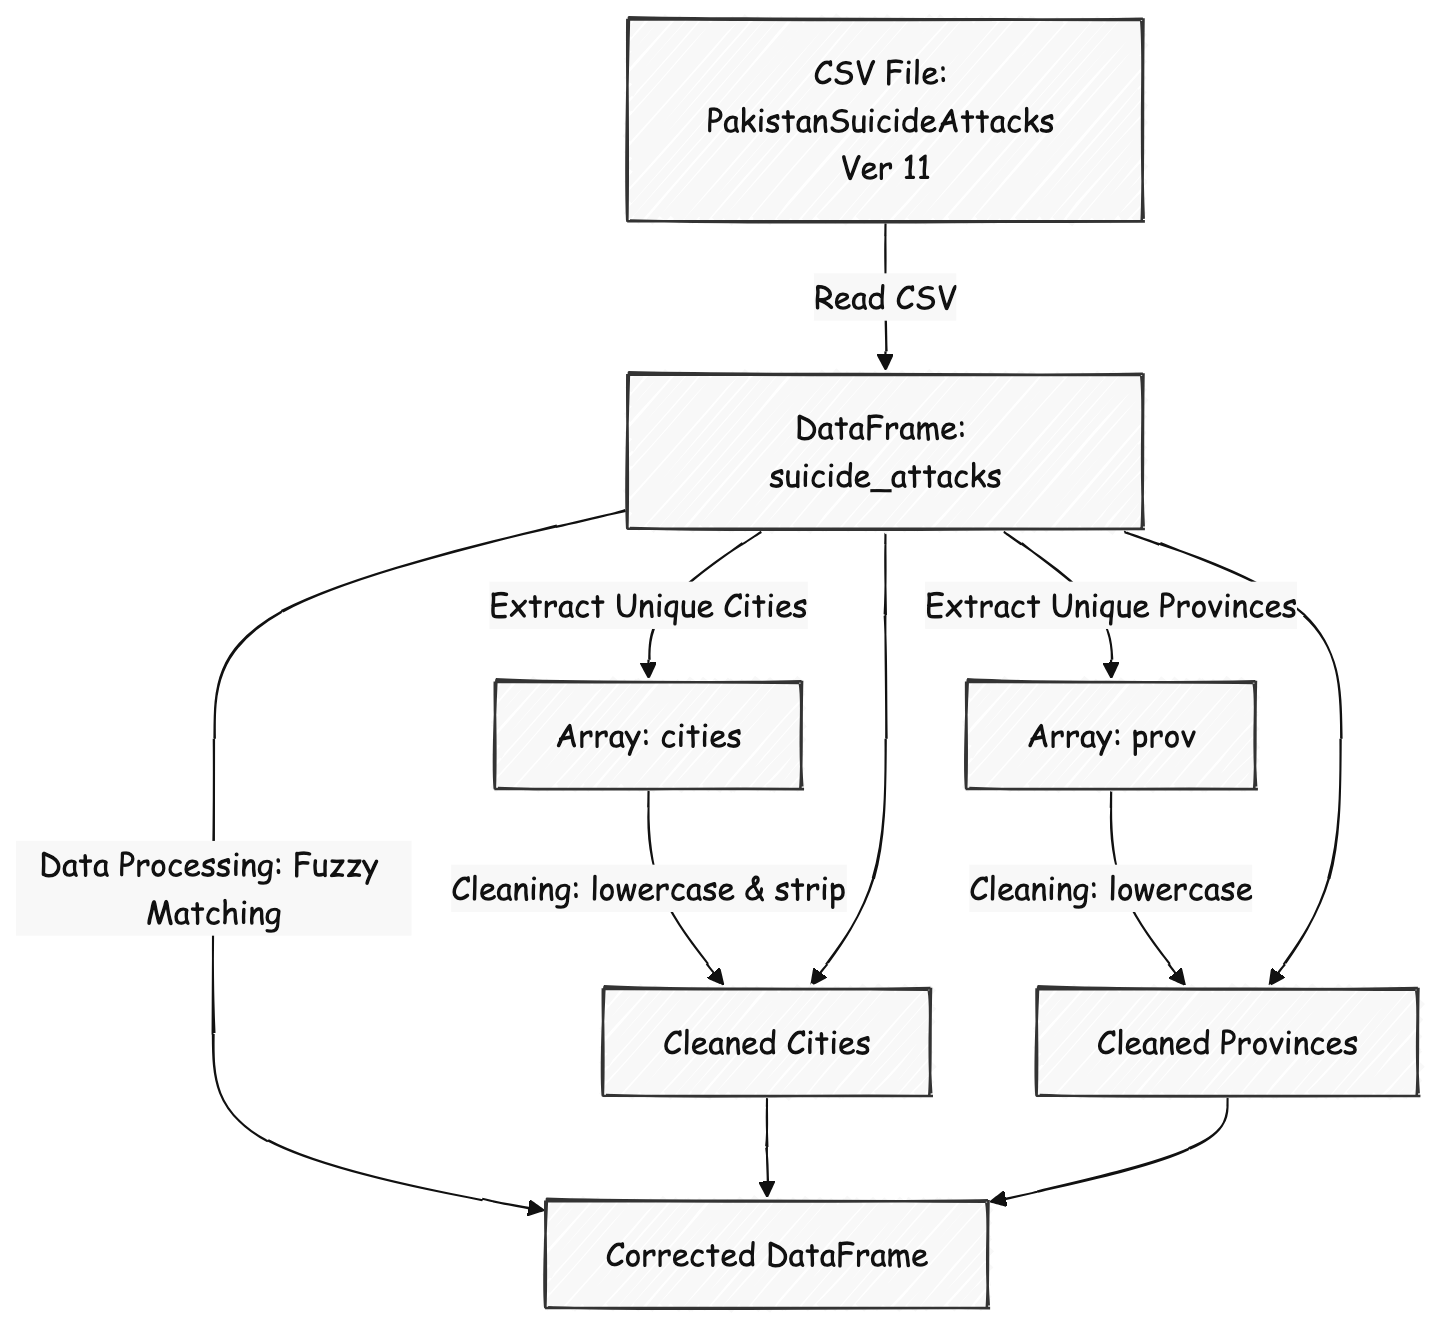 CSV File:
PakistanSuicideAttacks
Ver 11
Read CSV
DataFrame:
suicide_attacks
Extract Unique Cities
Extract Unique Provinces
Array: cities
Array: prov
Data Processing: Fuzzy
Matching
Cleaning: lowercase & strip
Cleaning: lowercase
Cleaned Cities
Cleaned Provinces
Corrected DataFrame